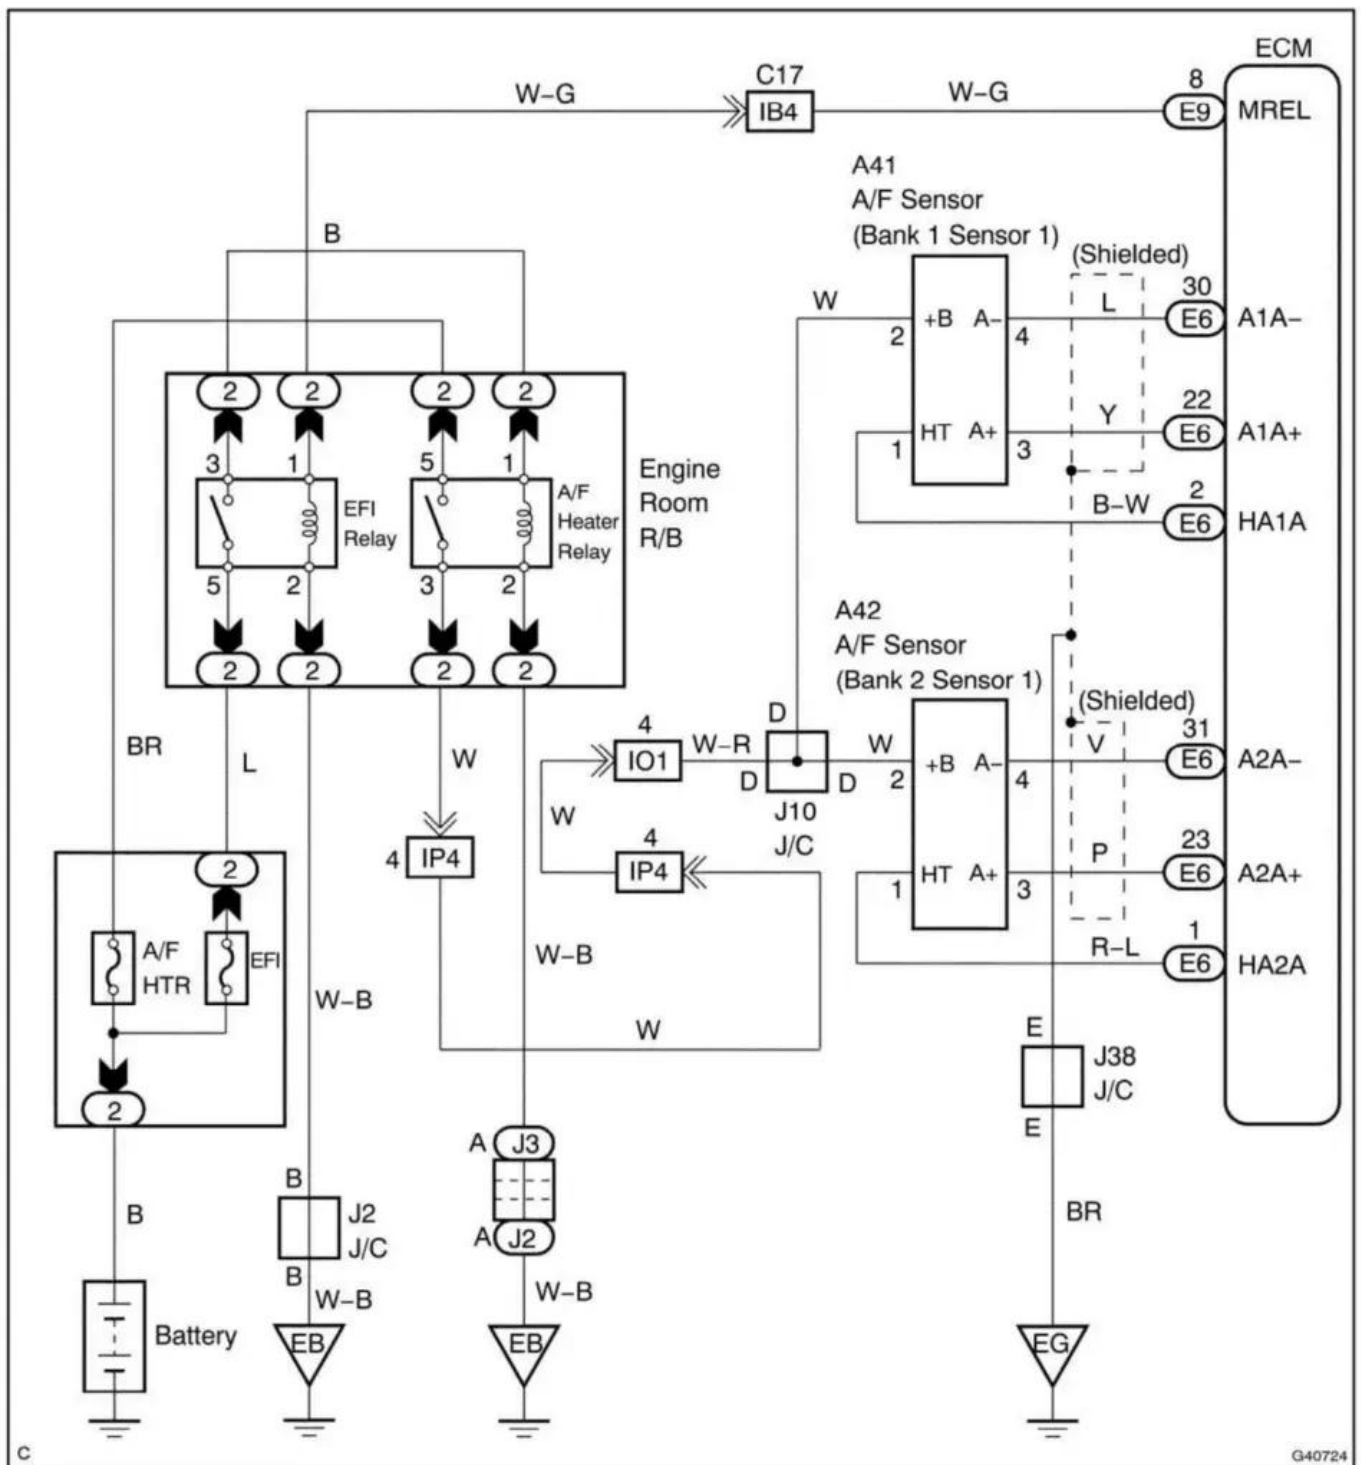 ECM
C17
8
W–G
IB4
W–G
E9
MREL
A41
A/F Sensor
(Bank 1 Sensor 1)
(Shielded)
B
W
30
L
+B
A–
E6
A1A–
2
4
22
Y
HT
A+
E6
A1A+
1
3
2
B–W
E6
HA1A
2
2
2
2
3
1
5
1
EFI
Relay
A/F
Heater
Relay
Engine
Room
R/B
5
2
3
2
2
2
2
2
A42
A/F Sensor
(Bank 2 Sensor 1)
(Shielded)
BR
L
W
4
IO1
W–R
D
D
D
J10
J/C
W
31
V
+B
A–
E6
A2A–
2
4
W
4
IP4
4
IP4
23
P
HT
A+
E6
A2A+
1
3
1
R–L
E6
HA2A
2
A/F
HTR
EFI
2
W–B
W–B
W
E
J38
J/C
E
A
J3
A
J2
B
J2
J/C
B
B
W–B
W–B
BR
Battery
EB
EB
EG
C
G40724